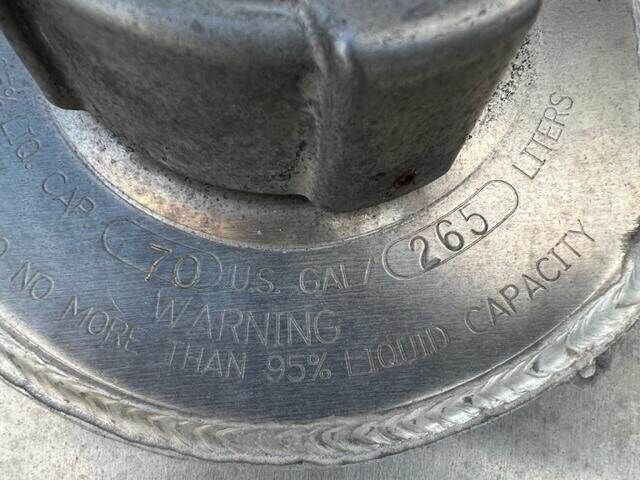 LIQ. CAP. 70 U.S. GAL/ 265 LITERS
WARNING
NO MORE THAN 95% LIQUID CAPACITY